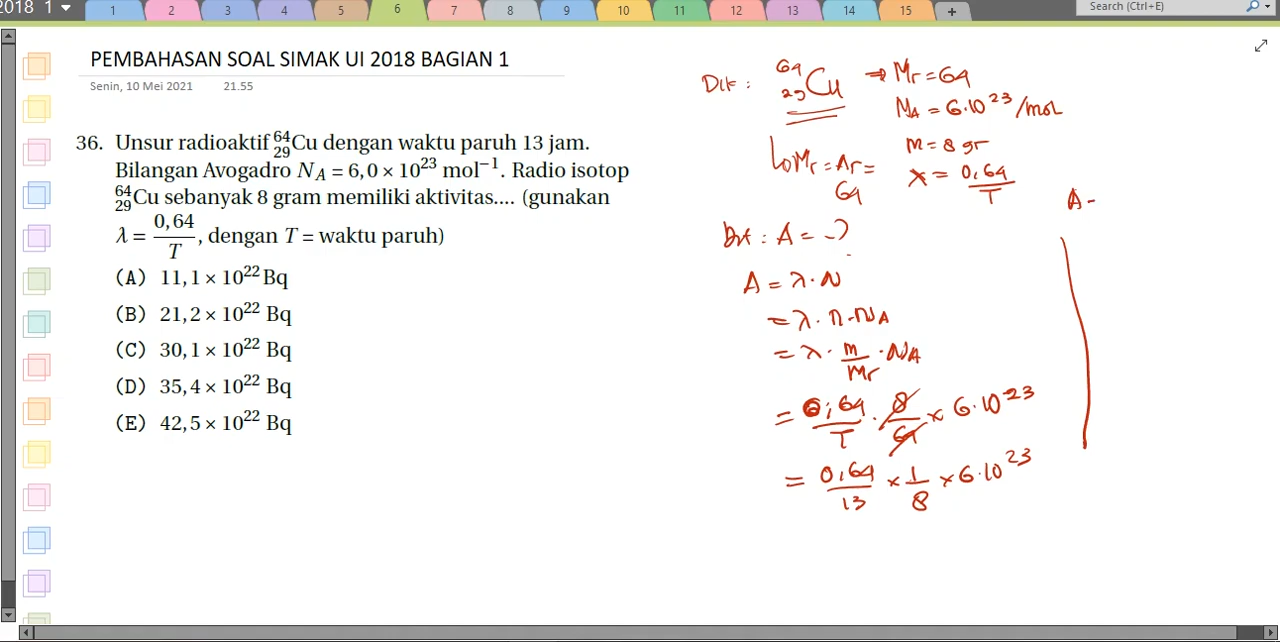 2018 1
1 2 3 4 5 6 7 8 9 10 11 12 13 14 15 +
Search (Ctrl+E)
PEMBAHASAN SOAL SIMAK UI 2018 BAGIAN 1
Senin, 10 Mei 2021 21.55
36. Unsur radioaktif ⁶⁴₂₉Cu dengan waktu paruh 13 jam.
Bilangan Avogadro N_A = 6,0 × 10²³ mol⁻¹. Radio isotop
⁶⁴₂₉Cu sebanyak 8 gram memiliki aktivitas.... (gunakan
λ = 0,64/T, dengan T = waktu paruh)
(A) 11,1 × 10²² Bq
(B) 21,2 × 10²² Bq
(C) 30,1 × 10²² Bq
(D) 35,4 × 10²² Bq
(E) 42,5 × 10²² Bq
Dik : ⁶⁴₂₉Cu ⇒ Mr = 64
N_A = 6.10²³/mol
m = 8 gr
Mr = Ar =
64
λ = 0,64/T
A -
Dit : A = ?
A = λ . N
= λ . n . N_A
= λ . m/Mr . N_A
= 0,64/T . 8/64 × 6.10²³
= 0,64/13 × 1/8 × 6.10²³